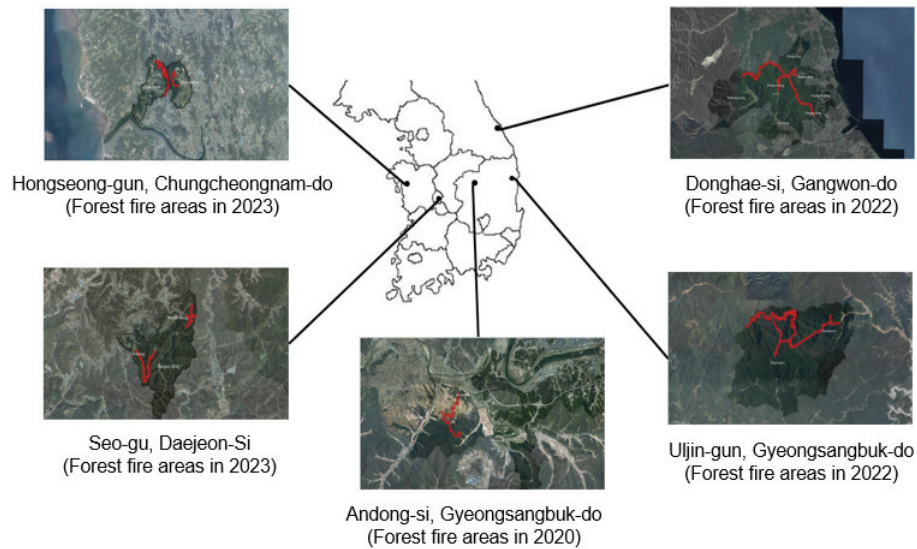 Hongseong-gun, Chungcheongnam-do
(Forest fire areas in 2023)
Donghae-si, Gangwon-do
(Forest fire areas in 2022)
Seo-gu, Daejeon-Si
(Forest fire areas in 2023)
Uljin-gun, Gyeongsangbuk-do
(Forest fire areas in 2022)
Andong-si, Gyeongsangbuk-do
(Forest fire areas in 2020)